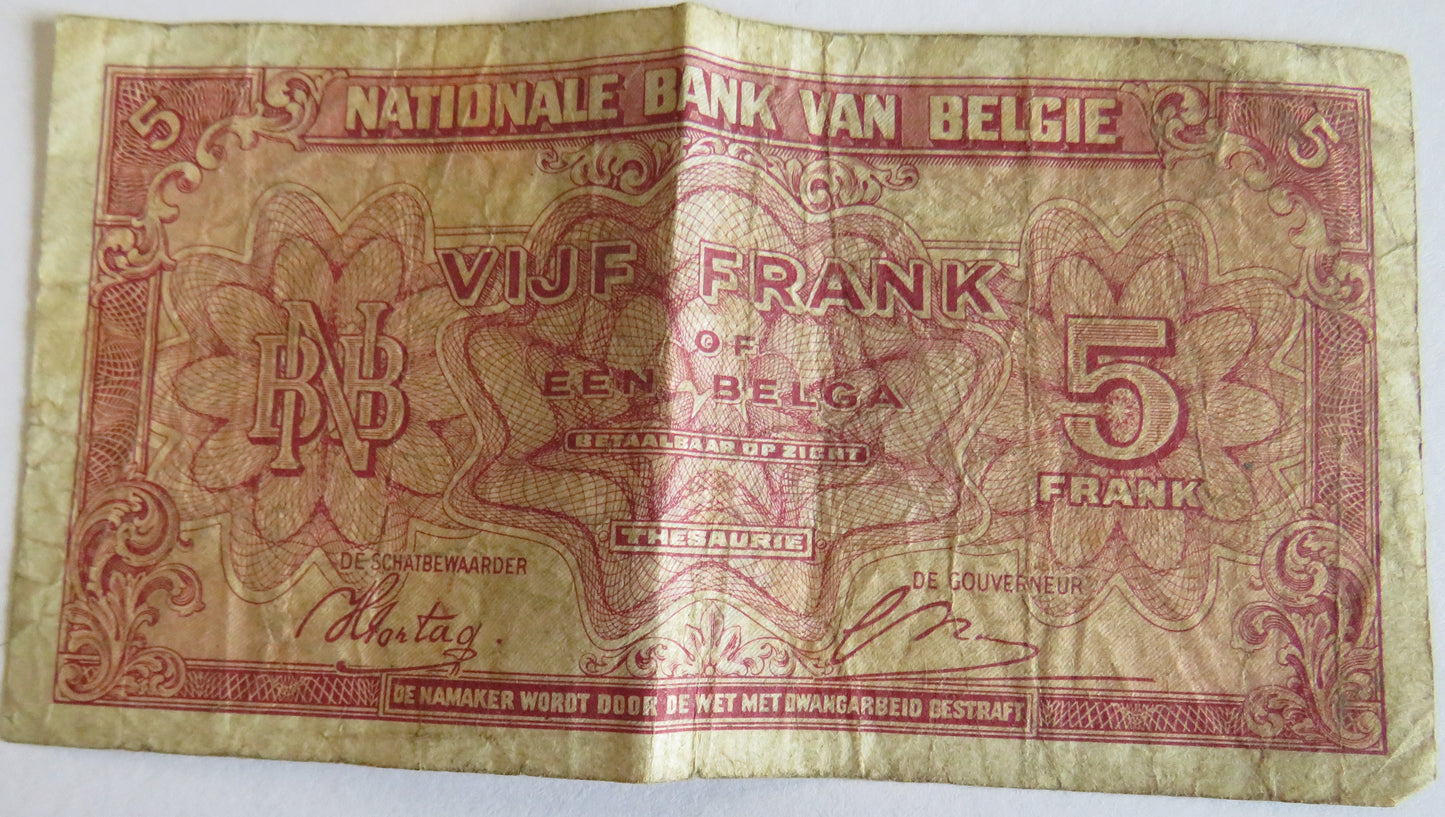 5 NATIONALE BANK VAN BELGIE 5
VIJF FRANK
OF
EEN BELGA
BNB
5
FRANK
BETAALBAAR OP ZICHT
THESAURIE
DE SCHATBEWAARDER
DE GOUVERNEUR
DE NAMAKER WORDT DOOR DE WET MET DWANGARBEID GESTRAFT